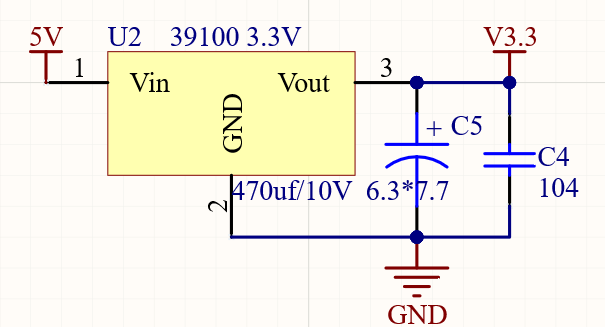 5V
U2 39100 3.3V
V3.3
1
Vin
Vout
3
GND
+ C5
C4
104
2
470uf/10V 6.3*7.7
GND